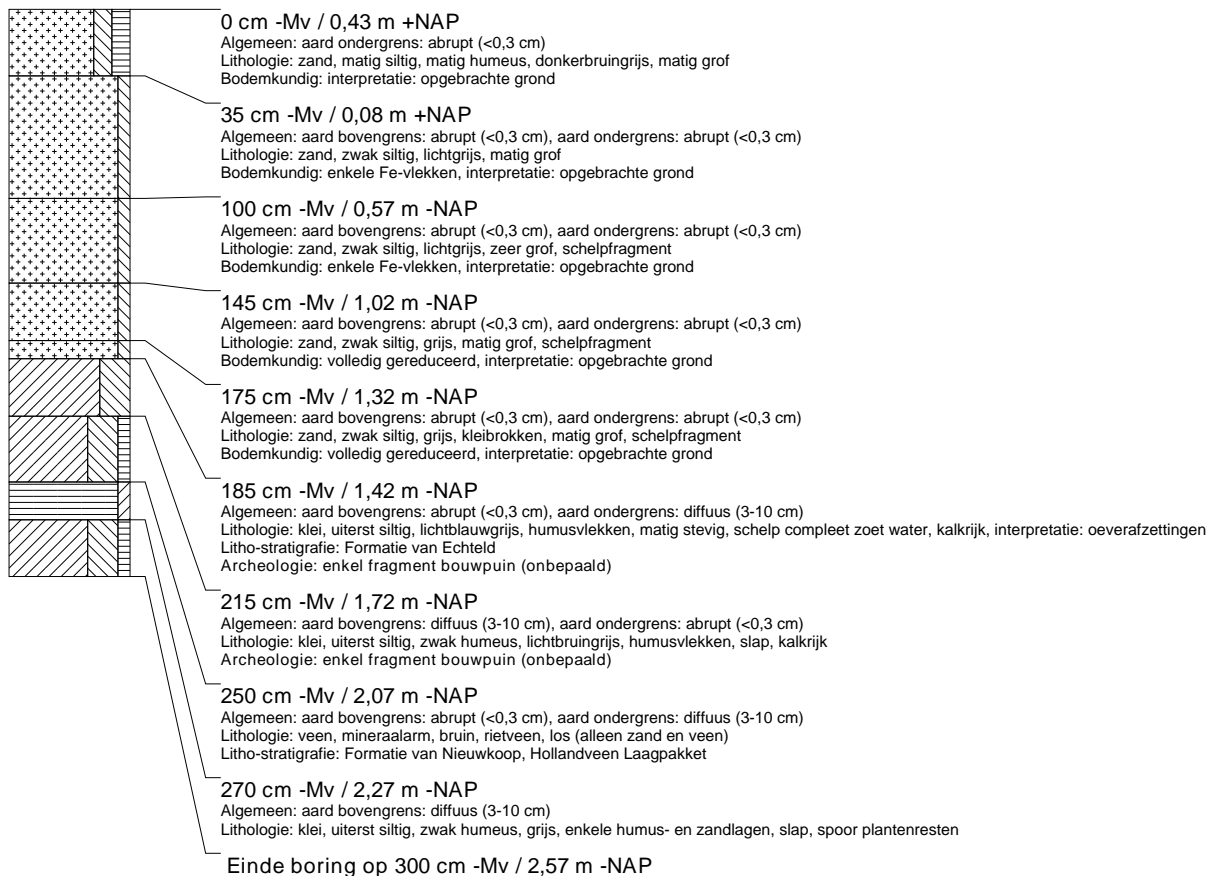 0 cm -Mv / 0,43 m +NAP
Algemeen: aard ondergrens: abrupt (<0,3 cm)
Lithologie: zand, matig siltig, matig humeus, donkerbruingrijs, matig grof
Bodemkundig: interpretatie: opgebrachte grond
35 cm -Mv / 0,08 m +NAP
Algemeen: aard bovengrens: abrupt (<0,3 cm), aard ondergrens: abrupt (<0,3 cm)
Lithologie: zand, zwak siltig, lichtgrijs, matig grof
Bodemkundig: enkele Fe-vlekken, interpretatie: opgebrachte grond
100 cm -Mv / 0,57 m -NAP
Algemeen: aard bovengrens: abrupt (<0,3 cm), aard ondergrens: abrupt (<0,3 cm)
Lithologie: zand, zwak siltig, lichtgrijs, zeer grof, schelpfragment
Bodemkundig: enkele Fe-vlekken, interpretatie: opgebrachte grond
145 cm -Mv / 1,02 m -NAP
Algemeen: aard bovengrens: abrupt (<0,3 cm), aard ondergrens: abrupt (<0,3 cm)
Lithologie: zand, zwak siltig, grijs, matig grof, schelpfragment
Bodemkundig: volledig gereduceerd, interpretatie: opgebrachte grond
175 cm -Mv / 1,32 m -NAP
Algemeen: aard bovengrens: abrupt (<0,3 cm), aard ondergrens: abrupt (<0,3 cm)
Lithologie: zand, zwak siltig, grijs, kleibrokken, matig grof, schelpfragment
Bodemkundig: volledig gereduceerd, interpretatie: opgebrachte grond
185 cm -Mv / 1,42 m -NAP
Algemeen: aard bovengrens: abrupt (<0,3 cm), aard ondergrens: diffuus (3-10 cm)
Lithologie: klei, uiterst siltig, lichtblauwgrijs, humusvlekken, matig stevig, schelp compleet zoet water, kalkrijk, interpretatie: oeverafzettingen
Litho-stratigrafie: Formatie van Echteld
Archeologie: enkel fragment bouwpuin (onbepaald)
215 cm -Mv / 1,72 m -NAP
Algemeen: aard bovengrens: diffuus (3-10 cm), aard ondergrens: abrupt (<0,3 cm)
Lithologie: klei, uiterst siltig, zwak humeus, lichtbruingrijs, humusvlekken, slap, kalkrijk
Archeologie: enkel fragment bouwpuin (onbepaald)
250 cm -Mv / 2,07 m -NAP
Algemeen: aard bovengrens: abrupt (<0,3 cm), aard ondergrens: diffuus (3-10 cm)
Lithologie: veen, mineraalarm, bruin, rietveen, los (alleen zand en veen)
Litho-stratigrafie: Formatie van Nieuwkoop, Hollandveen Laagpakket
270 cm -Mv / 2,27 m -NAP
Algemeen: aard bovengrens: diffuus (3-10 cm)
Lithologie: klei, uiterst siltig, zwak humeus, grijs, enkele humus- en zandlagen, slap, spoor plantenresten
Einde boring op 300 cm -Mv / 2,57 m -NAP